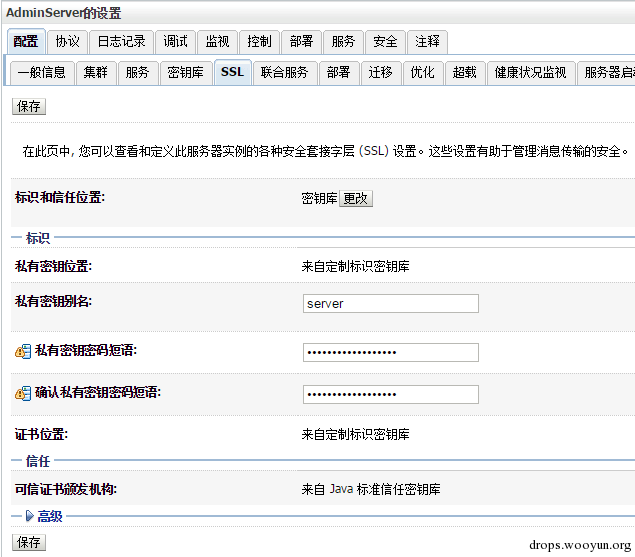 AdminServer的设置
配置 协议 日志记录 调试 监视 控制 部署 服务 安全 注释
一般信息 集群 服务 密钥库 SSL 联合服务 部署 迁移 优化 超载 健康状况监视 服务器启动
保存
在此页中, 您可以查看和定义此服务器实例的各种安全套接字层 (SSL) 设置。这些设置有助于管理消息传输的安全。
标识和信任位置: 密钥库 更改
标识
私有密钥位置: 来自定制标识密钥库
私有密钥别名: server
私有密钥密码短语: ••••••••••••••••••
确认私有密钥密码短语: ••••••••••••••••••
证书位置: 来自定制标识密钥库
信任
可信证书颁发机构: 来自 Java 标准信任密钥库
高级
保存
drops.wooyun.org